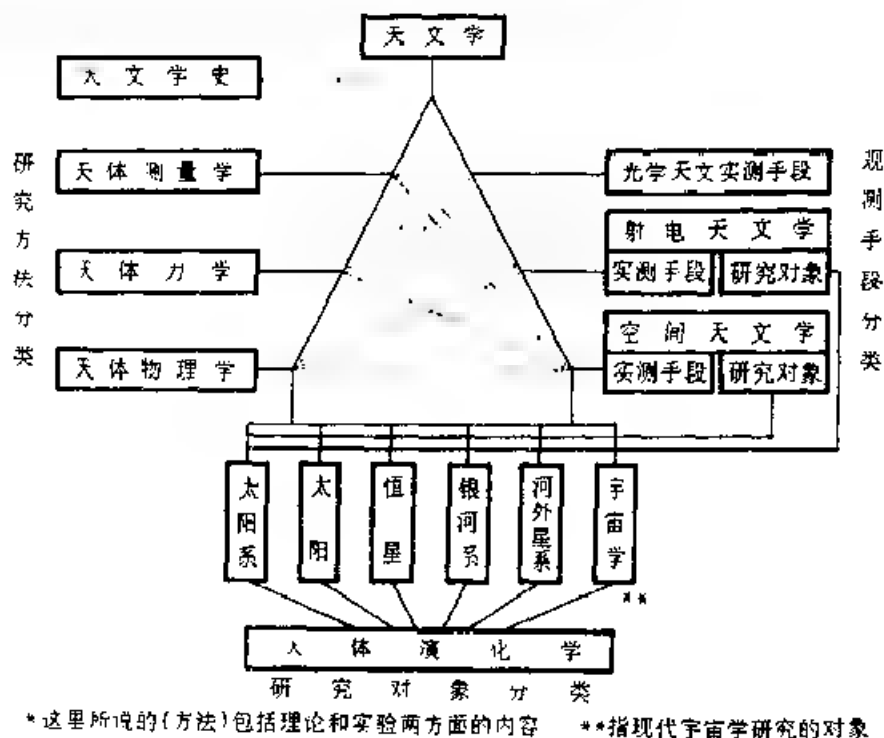 天文学
天文学史
研究方法分类
天体测量学
天体力学
天体物理学
光学天文实测手段
射电天文学
实测手段 研究对象
空间天文学
实测手段 研究对象
观测手段分类
太阳系
太阳
恒星
银河系
河外星系
宇宙学
**
天体演化学
研究对象分类
*这里所说的(方法)包括理论和实验两方面的内容 **指现代宇宙学研究的对象